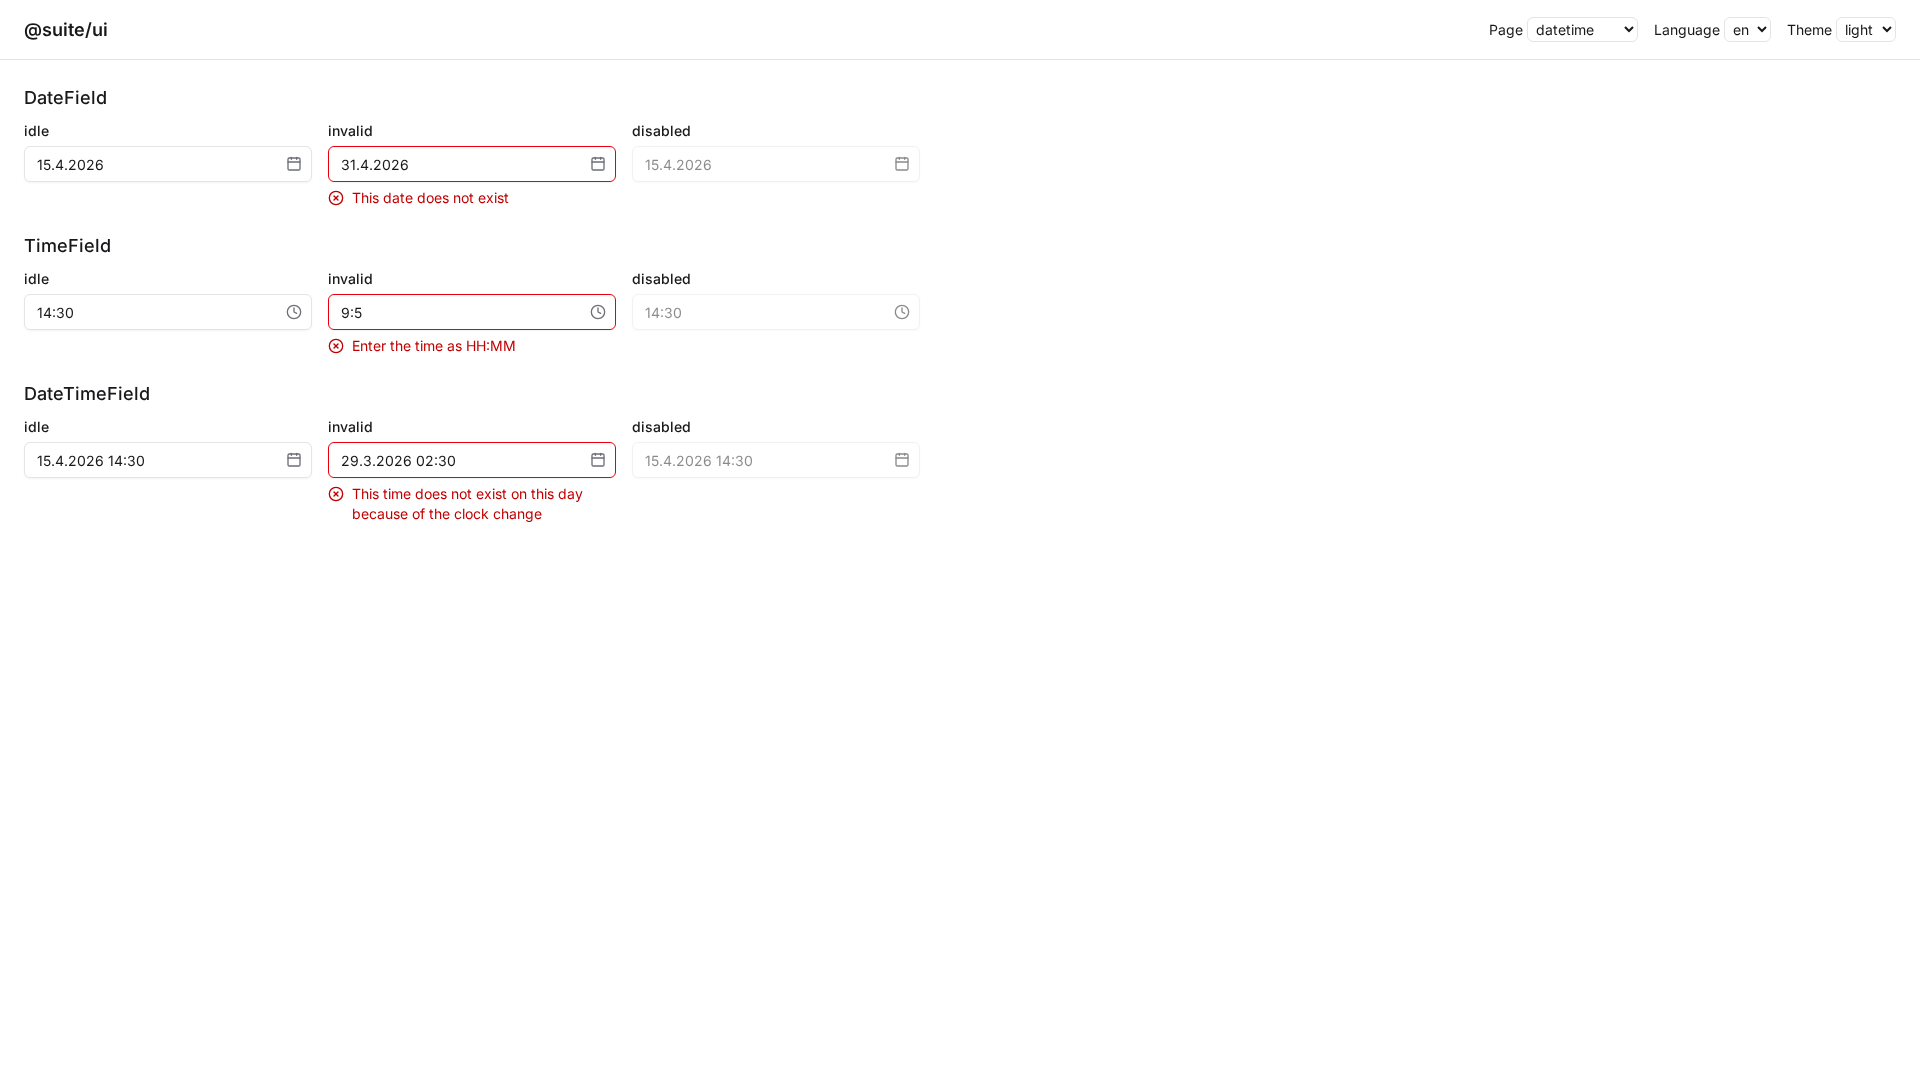 @suite/ui
Page datetime Language en Theme light
DateField
idle invalid disabled
15.4.2026 31.4.2026 15.4.2026
This date does not exist
TimeField
idle invalid disabled
14:30 9:5 14:30
Enter the time as HH:MM
DateTimeField
idle invalid disabled
15.4.2026 14:30 29.3.2026 02:30 15.4.2026 14:30
This time does not exist on this day
because of the clock change